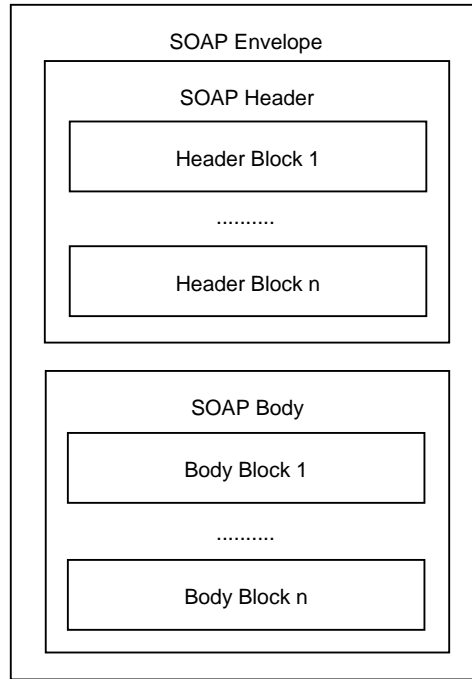 SOAP Envelope
SOAP Header
Header Block 1
..........
Header Block n
SOAP Body
Body Block 1
..........
Body Block n